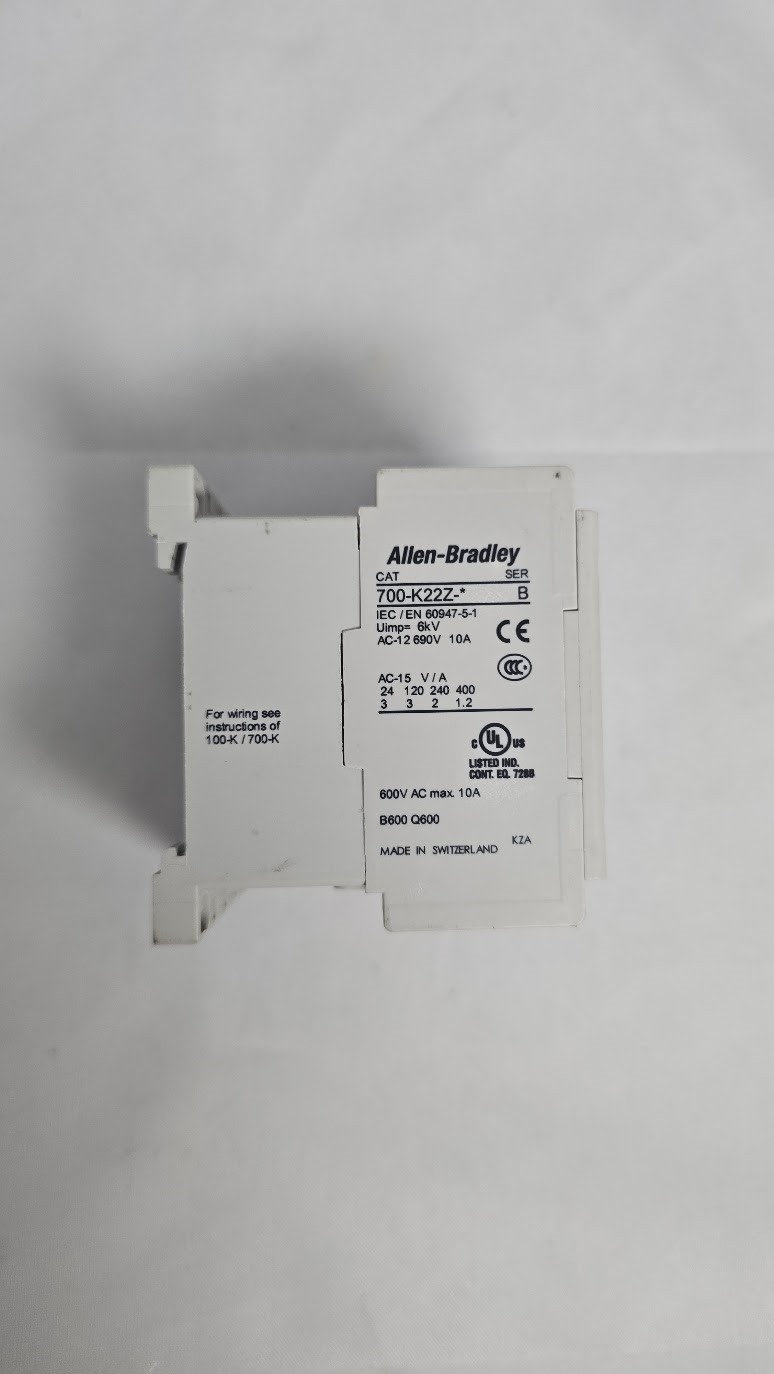 Allen-Bradley
CAT SER
700-K22Z-* B
IEC / EN 60947-5-1
Uimp= 6kV
AC-12 690V 10A
CE
CCC
AC-15 V / A
24 120 240 400
3 3 2 1.2
For wiring see
instructions of
100-K / 700-K
C UL US
LISTED IND.
CONT. EQ. 728B
600V AC max. 10A
B600 Q600
MADE IN SWITZERLAND KZA